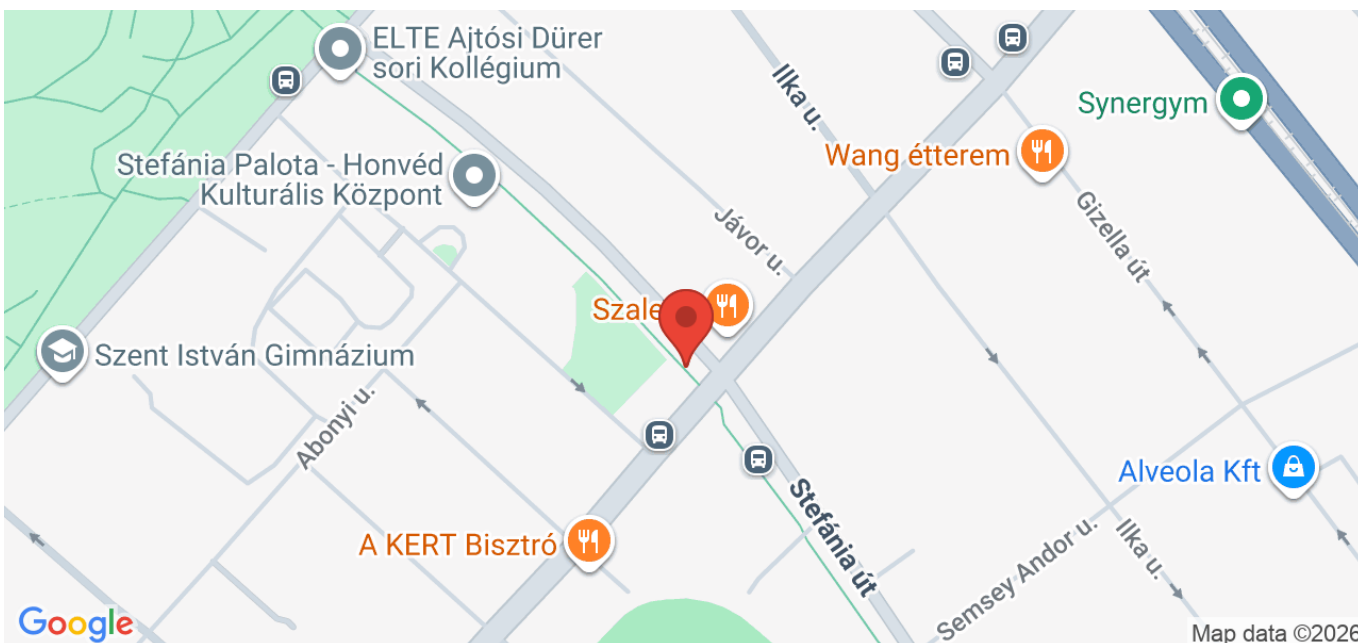 ELTE Ajtósi Dürer
sori Kollégium
Ilka u.
Synergym
Wang étterem
Stefánia Palota - Honvéd
Kulturális Központ
Gizella út
Jávor u.
Szale
Szent István Gimnázium
Abonyi u.
Alveola Kft
Stefánia út
A KERT Bisztró
Semsey Andor u.
Ilka u.
Google
Map data ©2026